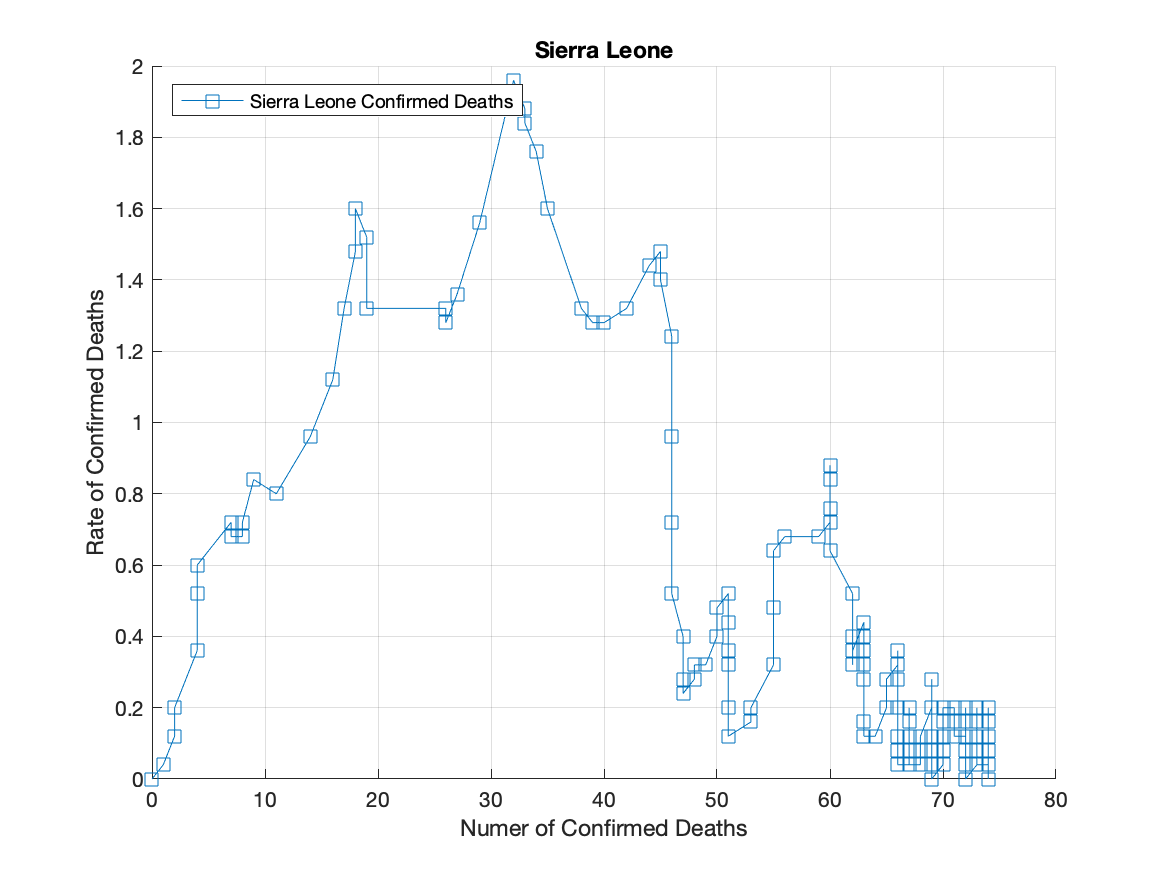 Sierra Leone
Sierra Leone Confirmed Deaths
Rate of Confirmed Deaths
2
1.8
1.6
1.4
1.2
1
0.8
0.6
0.4
0.2
0
0 10 20 30 40 50 60 70 80
Numer of Confirmed Deaths